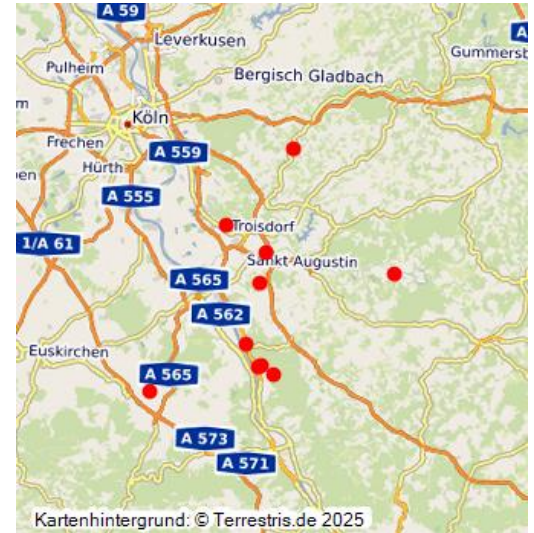 A 59
Leverkusen
A
Gummersb
Pulheim
Bergisch Gladbach
m
Köln
Frechen
A 559
Hürth
en
A 555
Troisdorf
1/A 61
Sankt Augustin
A 565
A 562
Euskirchen
A 565
A 573
A 571
Kartenhintergrund: © Terrestris.de 2025